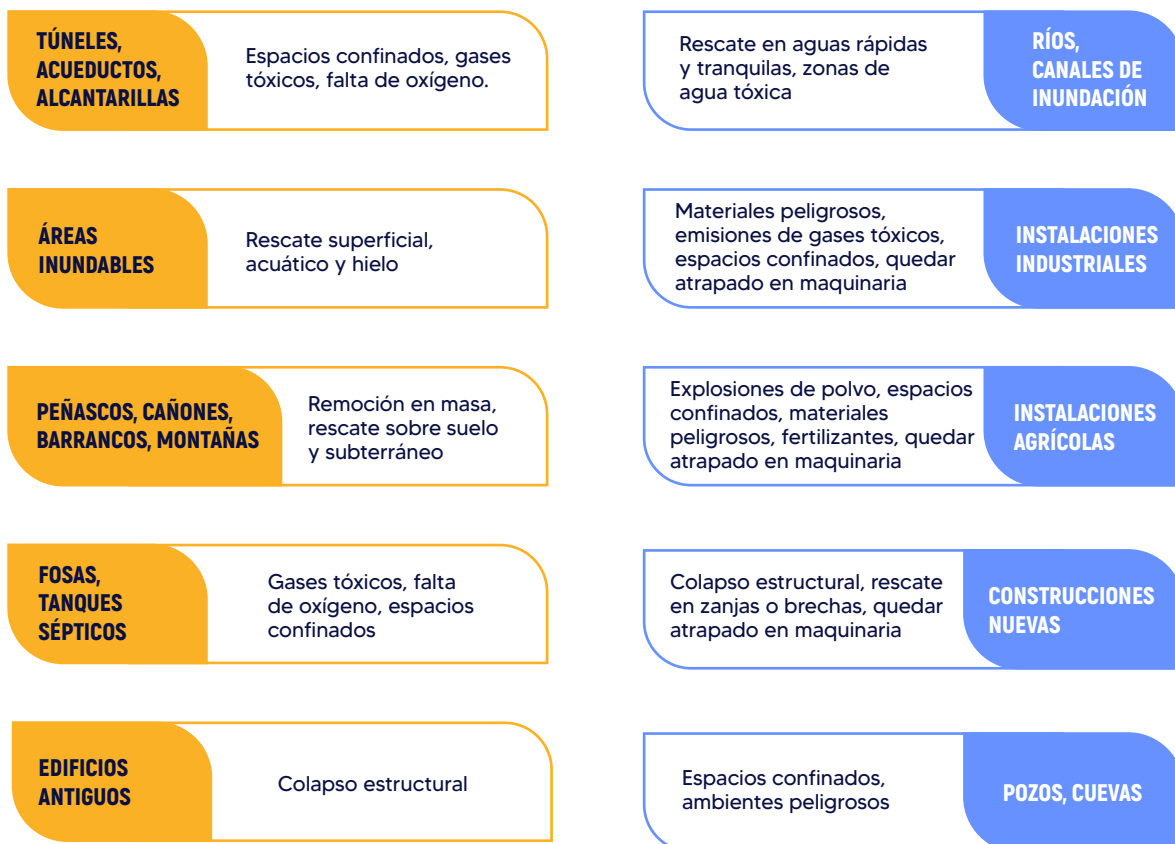 TÚNELES,
ACUEDUCTOS,
ALCANTARILLAS
Espacios confinados, gases
tóxicos, falta de oxígeno.
Rescate en aguas rápidas
y tranquilas, zonas de
agua tóxica
RÍOS,
CANALES DE
INUNDACIÓN
ÁREAS
INUNDABLES
Rescate superficial,
acuático y hielo
Materiales peligrosos,
emisiones de gases tóxicos,
espacios confinados, quedar
atrapado en maquinaria
INSTALACIONES
INDUSTRIALES
PEÑASCOS, CAÑONES,
BARRANCOS, MONTAÑAS
Remoción en masa,
rescate sobre suelo
y subterráneo
Explosiones de polvo, espacios
confinados, materiales
peligrosos, fertilizantes, quedar
atrapado en maquinaria
INSTALACIONES
AGRÍCOLAS
FOSAS,
TANQUES
SÉPTICOS
Gases tóxicos, falta
de oxígeno, espacios
confinados
Colapso estructural, rescate
en zanjas o brechas, quedar
atrapado en maquinaria
CONSTRUCCIONES
NUEVAS
EDIFICIOS
ANTIGUOS
Colapso estructural
Espacios confinados,
ambientes peligrosos
POZOS, CUEVAS